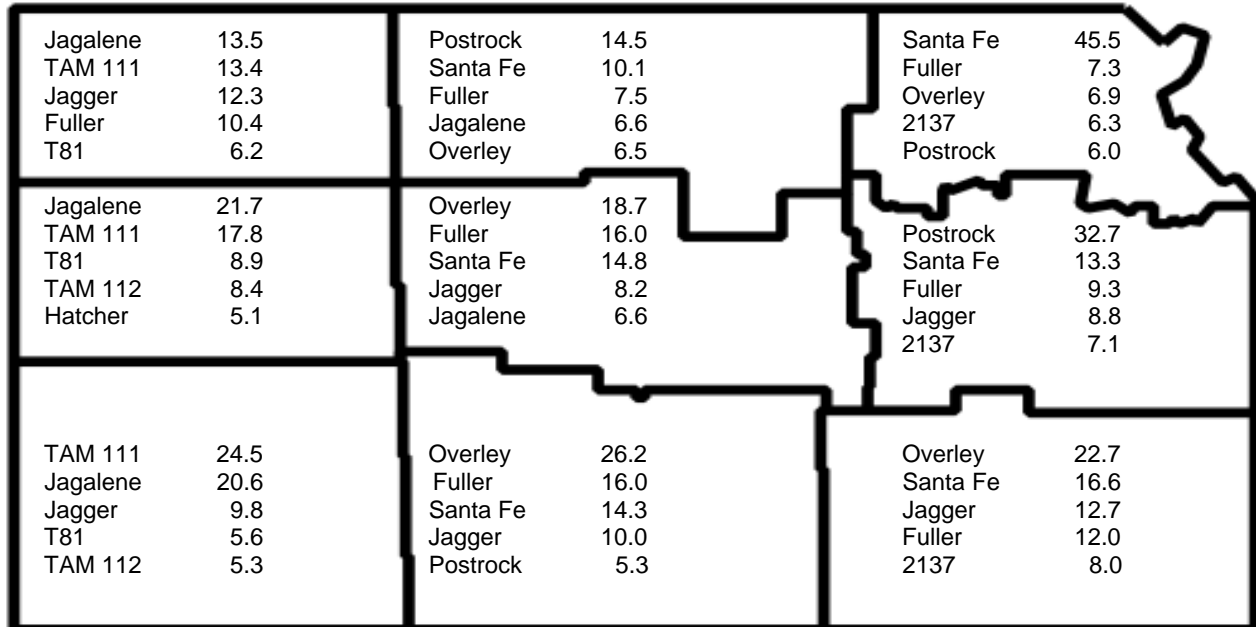 Jagalene 13.5
TAM 111 13.4
Jagger 12.3
Fuller 10.4
T81 6.2
Postrock 14.5
Santa Fe 10.1
Fuller 7.5
Jagalene 6.6
Overley 6.5
Santa Fe 45.5
Fuller 7.3
Overley 6.9
2137 6.3
Postrock 6.0
Jagalene 21.7
TAM 111 17.8
T81 8.9
TAM 112 8.4
Hatcher 5.1
Overley 18.7
Fuller 16.0
Santa Fe 14.8
Jagger 8.2
Jagalene 6.6
Postrock 32.7
Santa Fe 13.3
Fuller 9.3
Jagger 8.8
2137 7.1
TAM 111 24.5
Jagalene 20.6
Jagger 9.8
T81 5.6
TAM 112 5.3
Overley 26.2
Fuller 16.0
Santa Fe 14.3
Jagger 10.0
Postrock 5.3
Overley 22.7
Santa Fe 16.6
Jagger 12.7
Fuller 12.0
2137 8.0